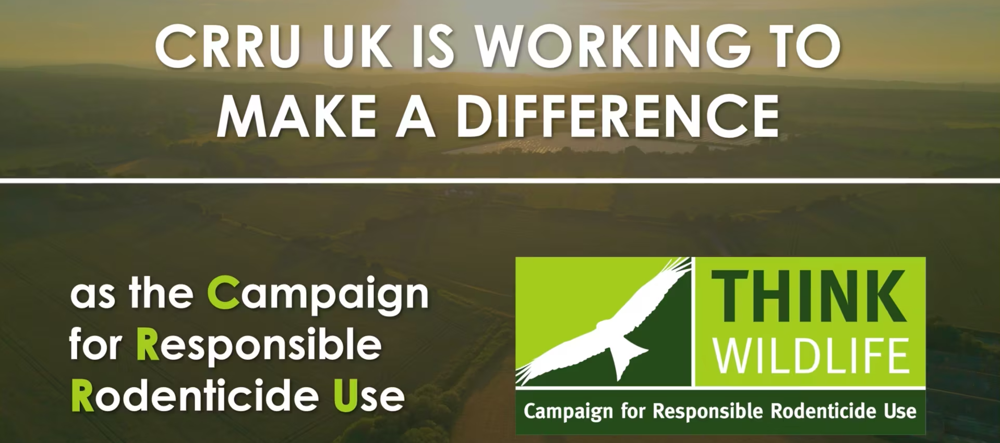 CRRU UK IS WORKING TO
MAKE A DIFFERENCE
as the Campaign
for Responsible
Rodenticide Use
THINK
WILDLIFE
Campaign for Responsible Rodenticide Use